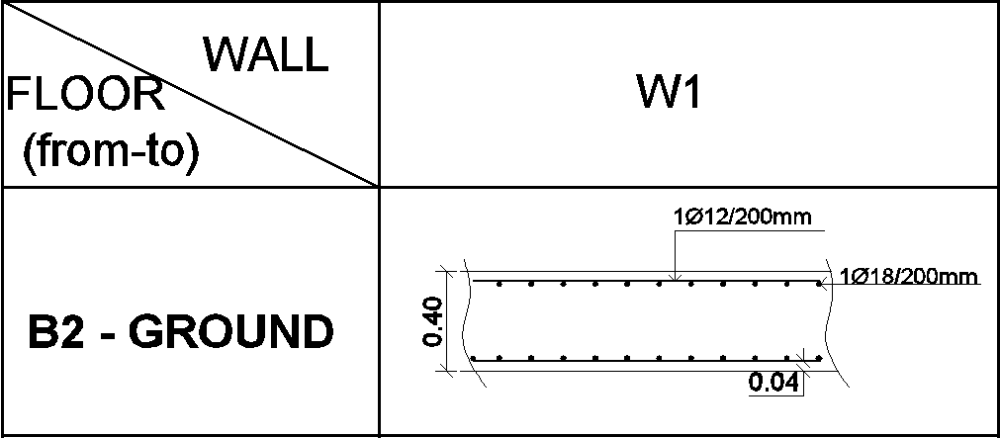 WALL
FLOOR
(from-to)
W1
B2 - GROUND
1Ø12/200mm
1Ø18/200mm
0.40
0.04